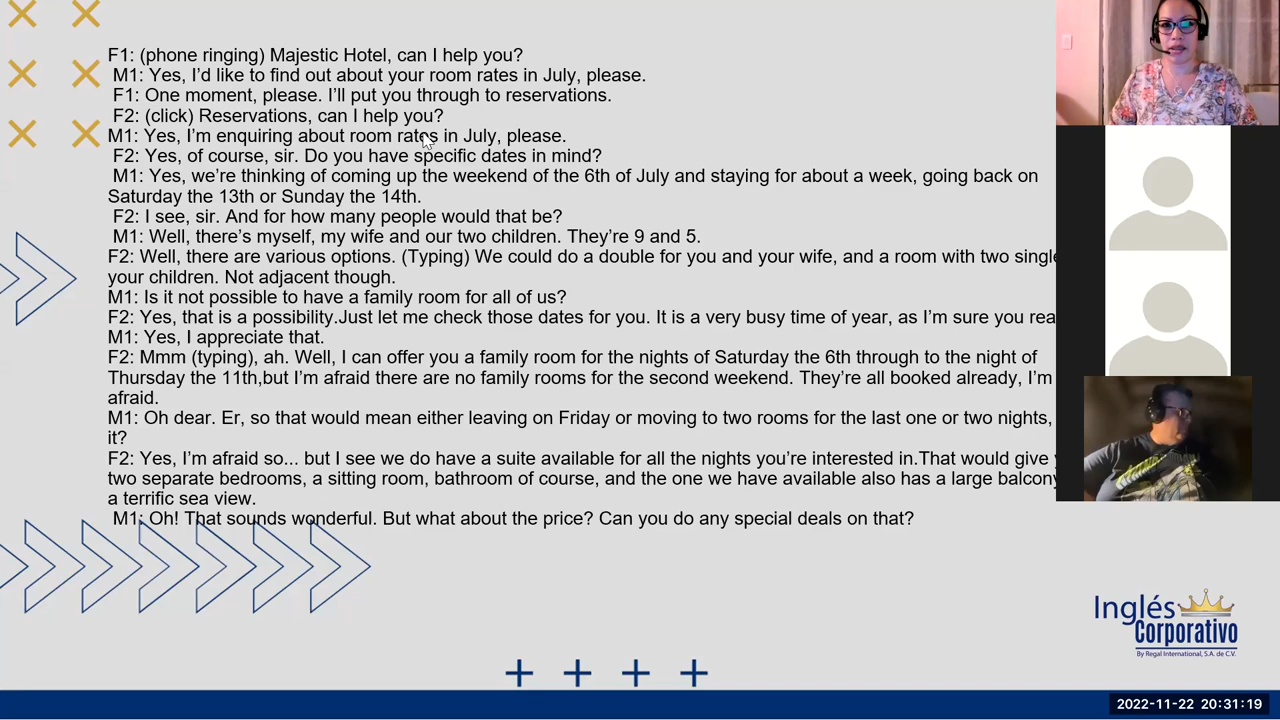 F1: (phone ringing) Majestic Hotel, can I help you?
M1: Yes, I’d like to find out about your room rates in July, please.
F1: One moment, please. I’ll put you through to reservations.
F2: (click) Reservations, can I help you?
M1: Yes, I’m enquiring about room rates in July, please.
F2: Yes, of course, sir. Do you have specific dates in mind?
M1: Yes, we’re thinking of coming up the weekend of the 6th of July and staying for about a week, going back on
Saturday the 13th or Sunday the 14th.
F2: I see, sir. And for how many people would that be?
M1: Well, there’s myself, my wife and our two children. They’re 9 and 5.
F2: Well, there are various options. (Typing) We could do a double for you and your wife, and a room with two
your children. Not adjacent though.
M1: Is it not possible to have a family room for all of us?
F2: Yes, that is a possibility.Just let me check those dates for you. It is a very busy time of year, as I’m sure you
M1: Yes, I appreciate that.
F2: Mmm (typing), ah. Well, I can offer you a family room for the nights of Saturday the 6th through to the night of
Thursday the 11th,but I’m afraid there are no family rooms for the second weekend. They’re all booked already, I’m
afraid.
M1: Oh dear. Er, so that would mean either leaving on Friday or moving to two rooms for the last one or two nights,
it?
F2: Yes, I’m afraid so... but I see we do have a suite available for all the nights you’re interested in.That would give
two separate bedrooms, a sitting room, bathroom of course, and the one we have available also has a large balcony
a terrific sea view.
M1: Oh! That sounds wonderful. But what about the price? Can you do any special deals on that?
Inglés
Corporativo
By Regal International, S.A. de C.V.
2022-11-22 20:31:19